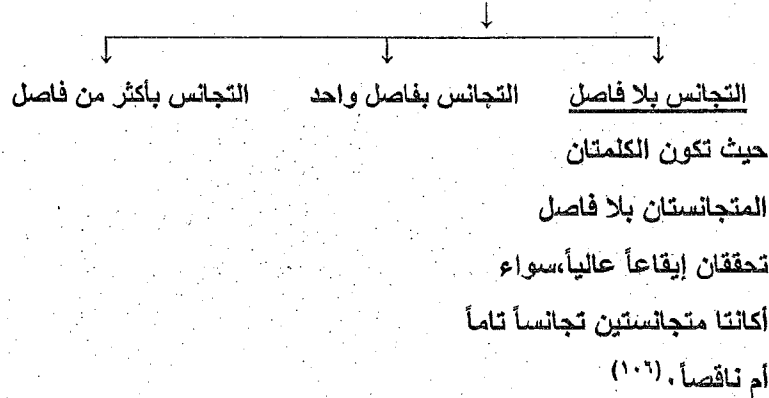 التجانس بلا فاصل التجانس بفاصل واحد التجانس بأكثر من فاصل
حيث تكون الكلمتان
المتجانستان بلا فاصل
تحققان إيقاعاً عالياً،سواء
أكانتا متجانستين تجانساً تاماً
أم ناقصاً. (١٠٦)